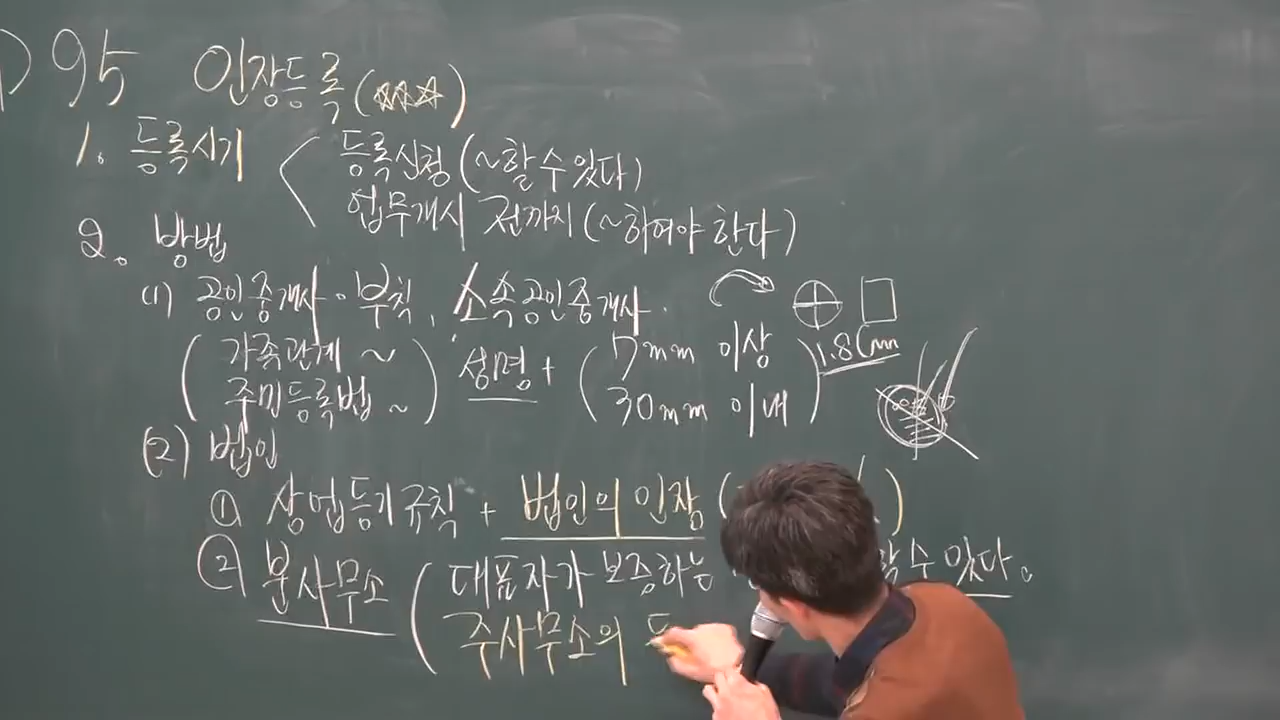 P 95 인장등록 (☆☆☆)
1. 등록시기 등록신청 (~할 수 있다)
업무개시 전까지 (~하여야 한다)
2. 방법
(1) 공인중개사·부칙, 소속공인중개사.
(가족관계 ~ 주민등록법 ~) 성명 + (7mm 이상 30mm 이내) 1.8Cm
(2) 법인
① 상업등기규칙 + 법인의 인장 (
② 분사무소 (대표자가 보증하는 할 수 있다.
주사무소의 등